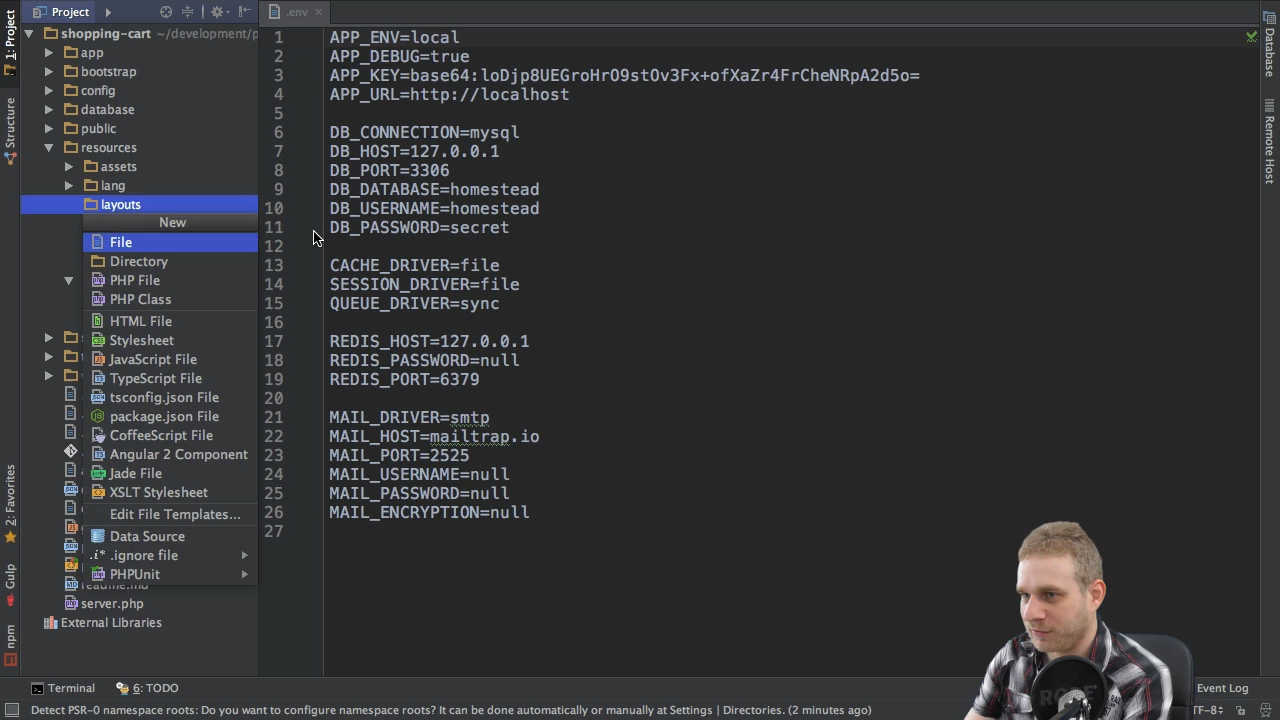 Project
.env
shopping-cart ~/development/p
app
bootstrap
config
database
public
resources
assets
lang
layouts
New
File
Directory
PHP File
PHP Class
HTML File
Stylesheet
JavaScript File
TypeScript File
tsconfig.json File
package.json File
CoffeeScript File
Angular 2 Component
Jade File
XSLT Stylesheet
Edit File Templates...
Data Source
.ignore file
PHPUnit
readme.md
server.php
External Libraries
1: Project
Structure
2: Favorites
Gulp
npm
1 APP_ENV=local
2 APP_DEBUG=true
3 APP_KEY=base64:loDjp8UEGroHrO9stOv3Fx+ofXaZr4FrCheNRpA2d5o=
4 APP_URL=http://localhost
5
6 DB_CONNECTION=mysql
7 DB_HOST=127.0.0.1
8 DB_PORT=3306
9 DB_DATABASE=homestead
10 DB_USERNAME=homestead
11 DB_PASSWORD=secret
12
13 CACHE_DRIVER=file
14 SESSION_DRIVER=file
15 QUEUE_DRIVER=sync
16
17 REDIS_HOST=127.0.0.1
18 REDIS_PASSWORD=null
19 REDIS_PORT=6379
20
21 MAIL_DRIVER=smtp
22 MAIL_HOST=mailtrap.io
23 MAIL_PORT=2525
24 MAIL_USERNAME=null
25 MAIL_PASSWORD=null
26 MAIL_ENCRYPTION=null
27
Database
Remote Host
Terminal
6: TODO
Event Log
Detect PSR-0 namespace roots: Do you want to configure namespace roots? It can be done automatically or manually at Settings | Directories. (2 minutes ago)
TF-8